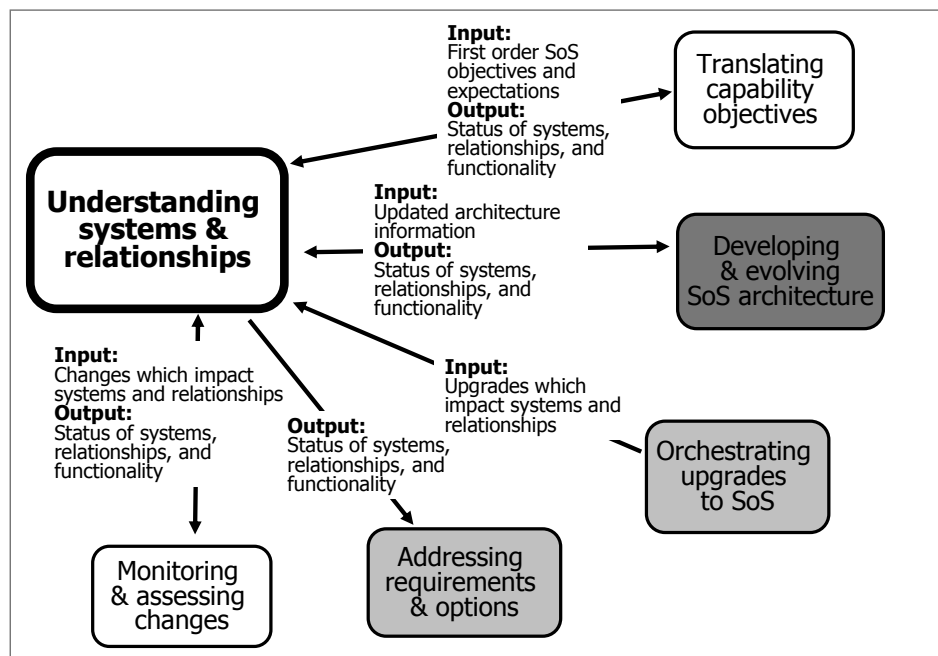 Input:
First order SoS
objectives and
expectations
Output:
Status of systems,
relationships, and
functionality
Translating
capability
objectives
Understanding
systems &
relationships
Input:
Updated architecture
information
Output:
Status of systems,
relationships, and
functionality
Developing
& evolving
SoS architecture
Input:
Changes which impact
systems and relationships
Output:
Status of systems,
relationships, and
functionality
Output:
Status of systems,
relationships, and
functionality
Input:
Upgrades which
impact systems and
relationships
Orchestrating
upgrades
to SoS
Monitoring
& assessing
changes
Addressing
requirements
& options